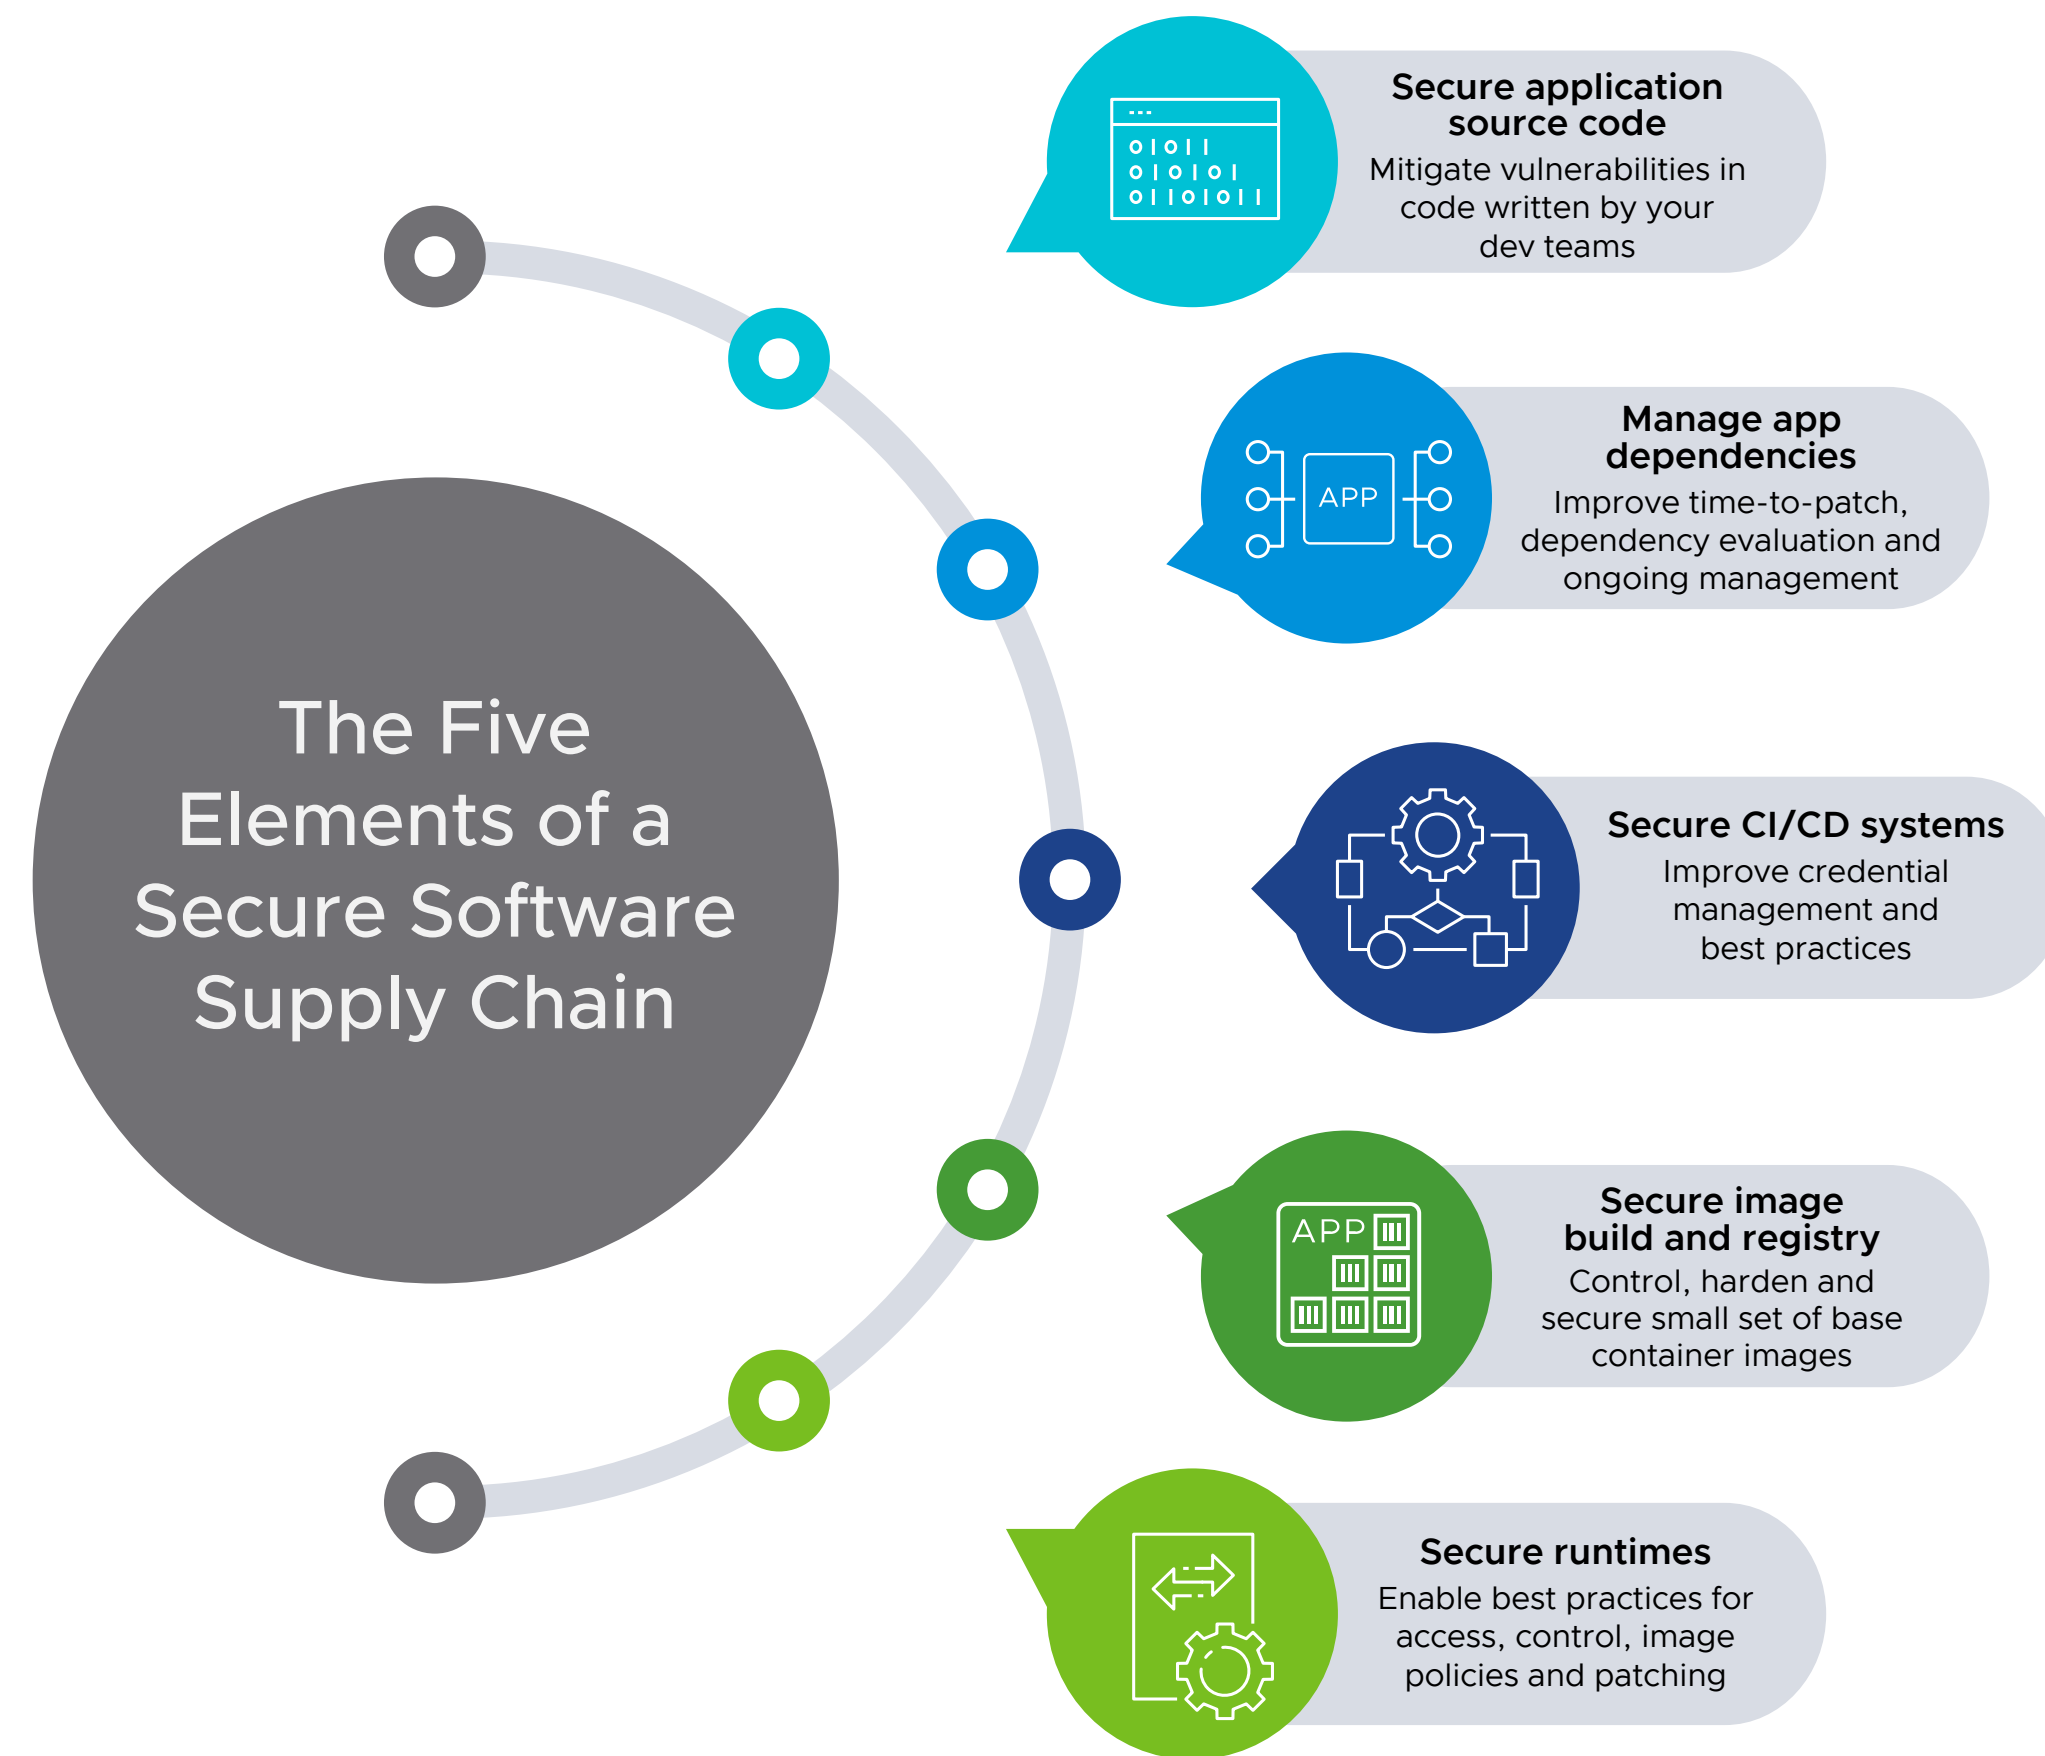 The Five
Elements of a
Secure Software
Supply Chain
---
01011
010101
01101011
Secure application
source code
Mitigate vulnerabilities in
code written by your
dev teams
APP
Manage app
dependencies
Improve time-to-patch,
dependency evaluation and
ongoing management
Secure CI/CD systems
Improve credential
management and
best practices
APP
Secure image
build and registry
Control, harden and
secure small set of base
container images
Secure runtimes
Enable best practices for
access, control, image
policies and patching